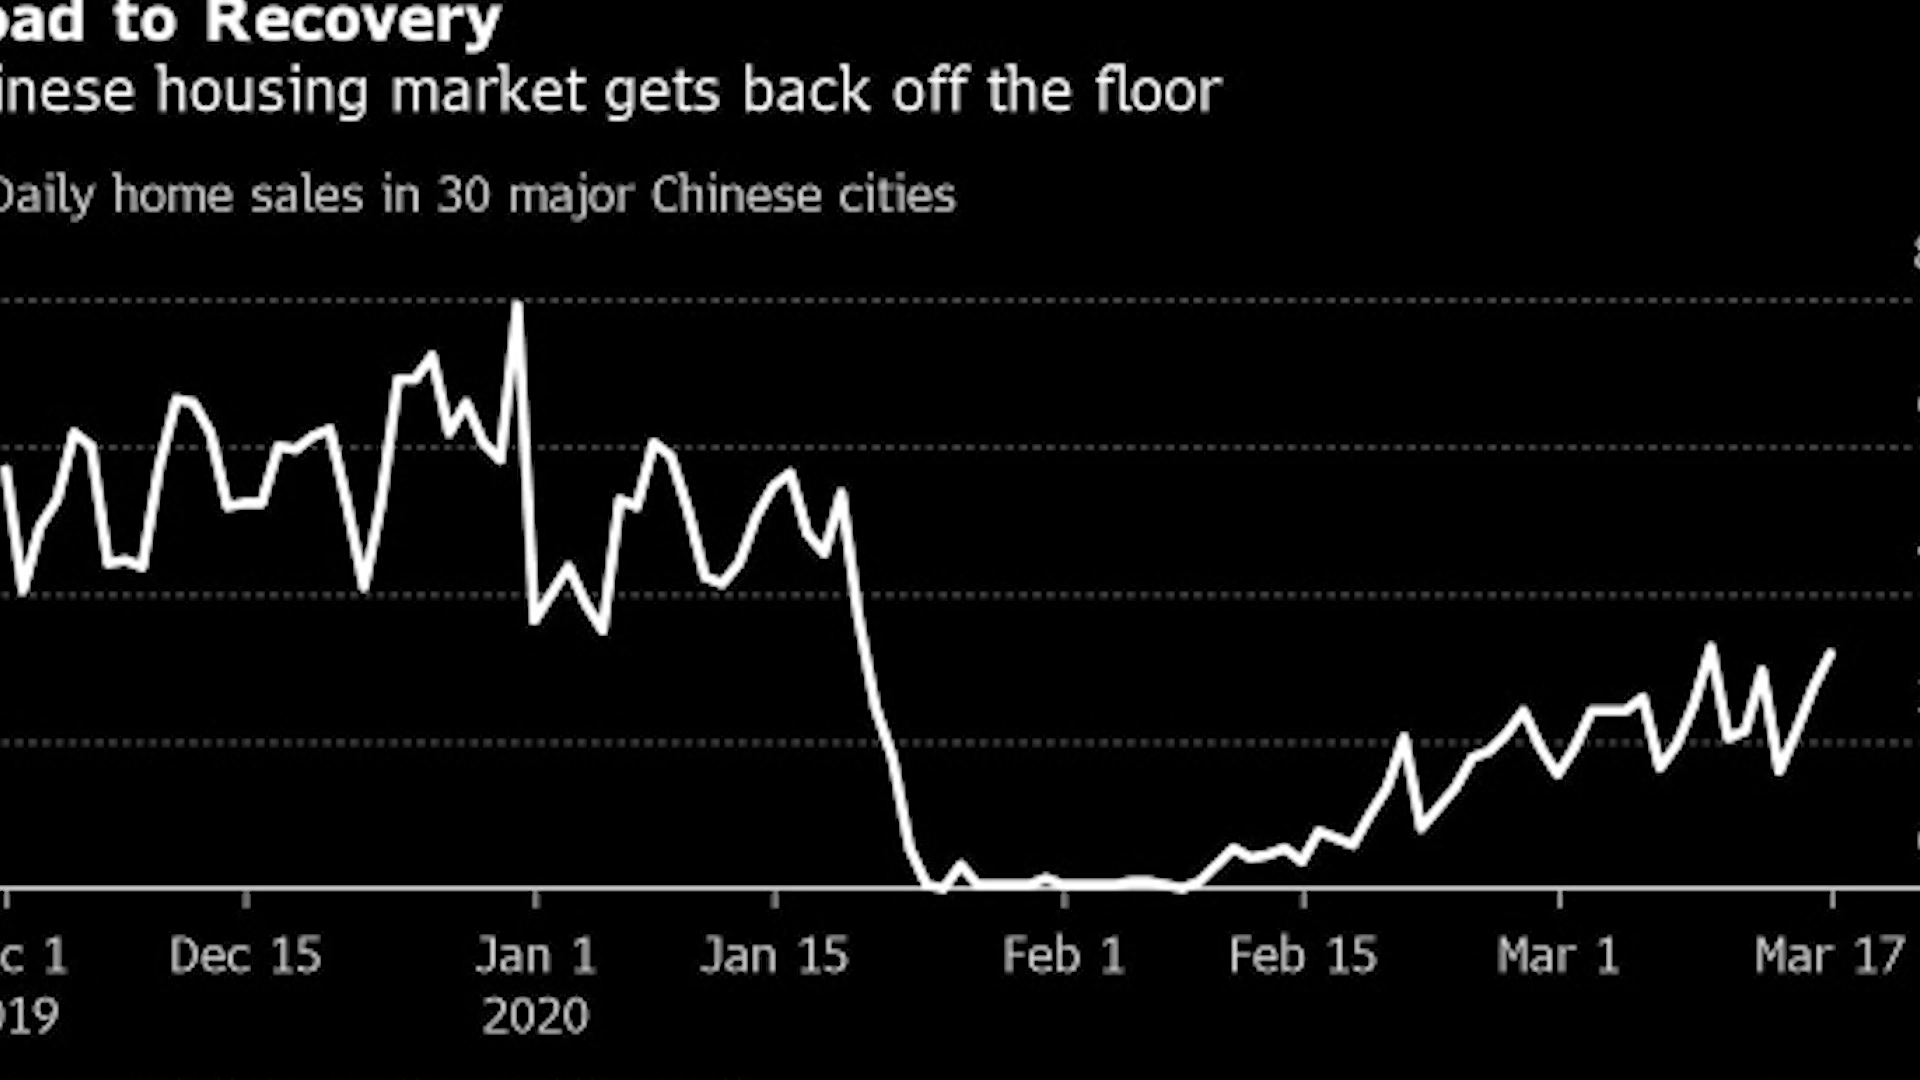 oad to Recovery
inese housing market gets back off the floor
Daily home sales in 30 major Chinese cities
c 1 Dec 15 Jan 1 Jan 15 Feb 1 Feb 15 Mar 1 Mar 17
019 2020